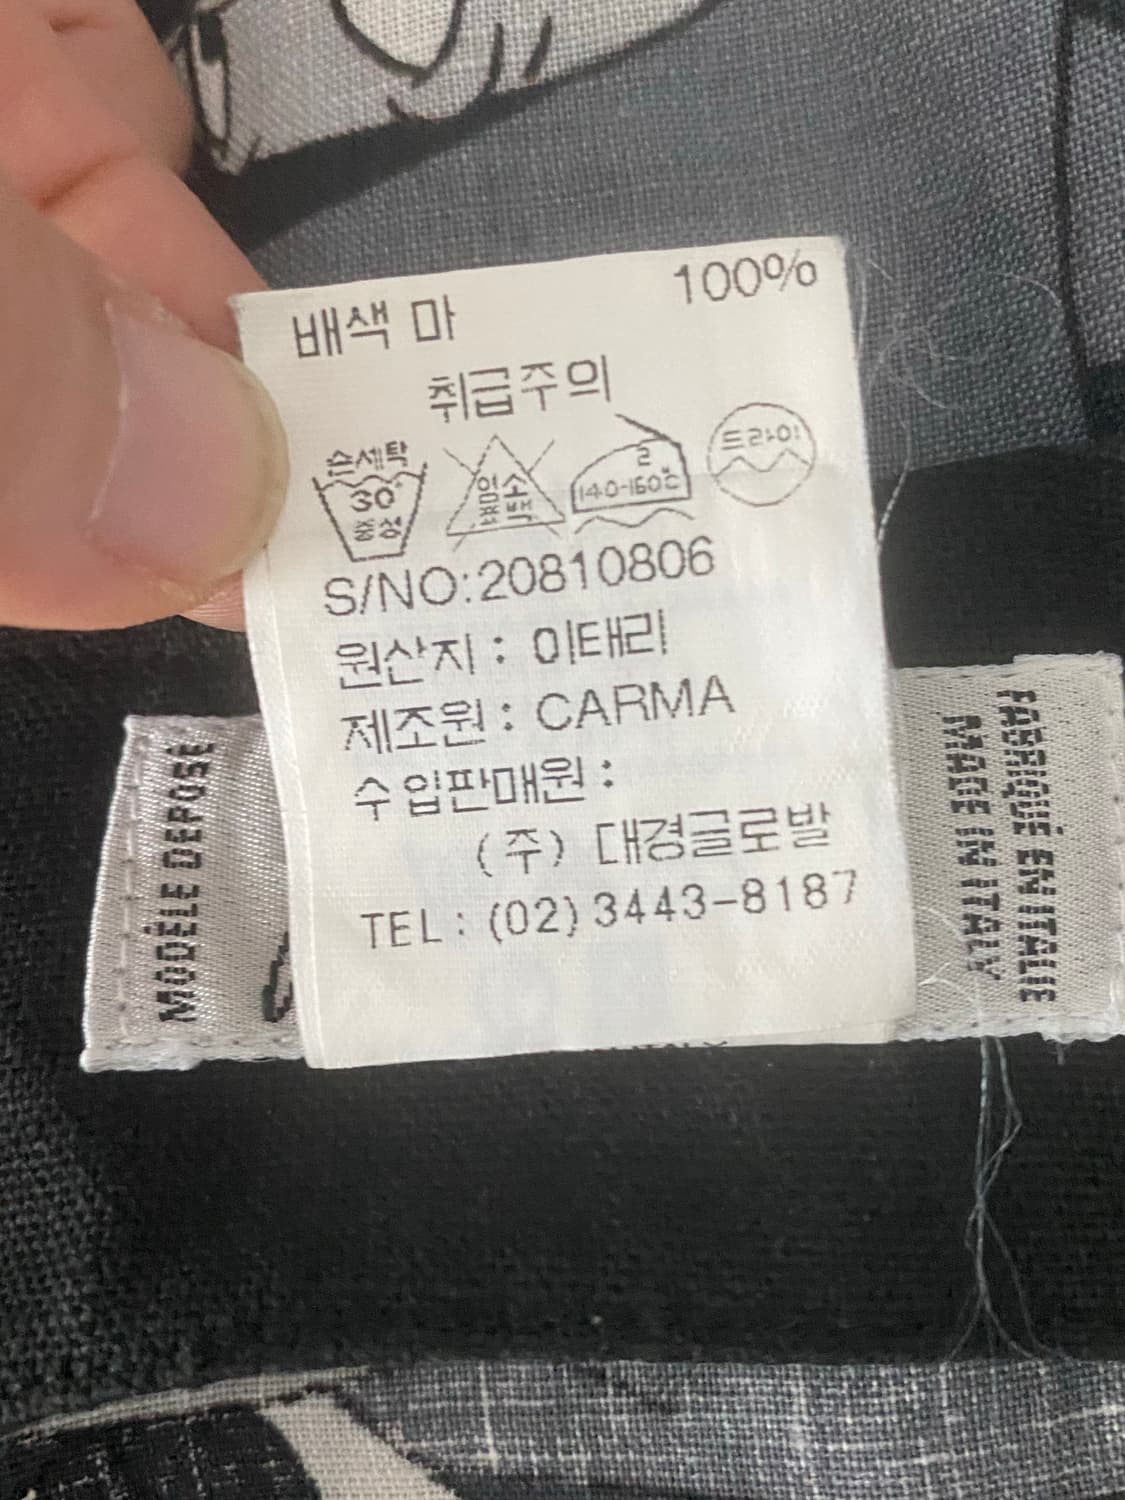 배색 마 100%
취급주의
손세탁
30°
중성
염소
표백
2
140-160℃
드라이
S/NO:20810806
원산지 : 이태리
제조원 : CARMA
수입판매원 :
(주) 대경글로발
TEL : (02) 3443-8187
MODÈLE DEPOSÉ
FABRIQUÉ EN ITALIE
MADE IN ITALY